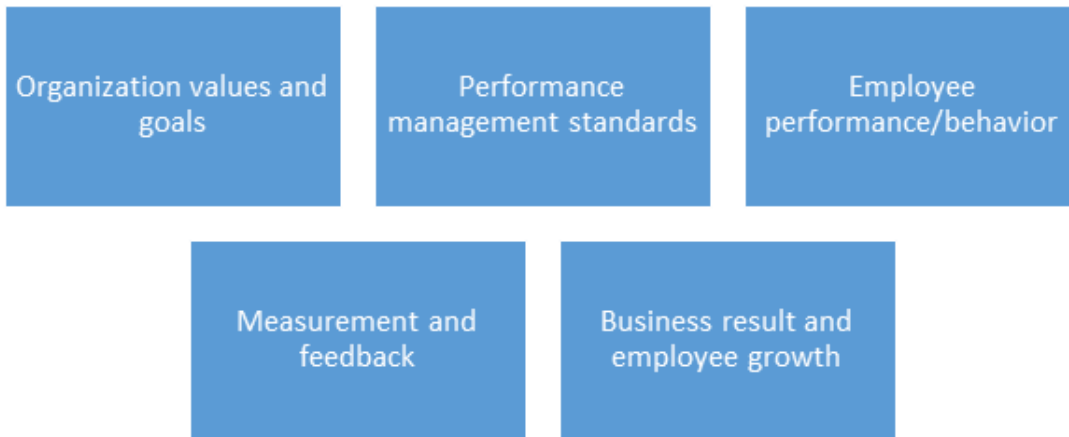 Organization values and
goals
Performance
management standards
Employee
performance/behavior
Measurement and
feedback
Business result and
employee growth